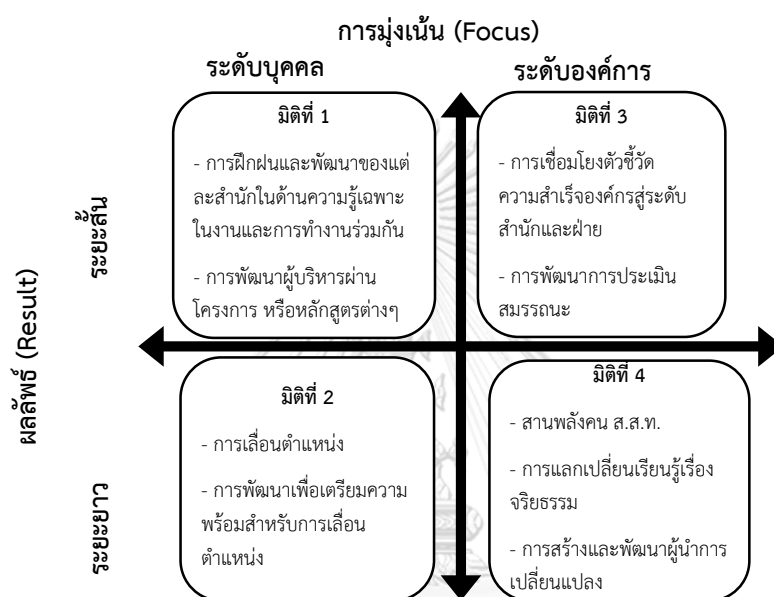 การมุ่งเน้น (Focus)
ระดับบุคคล
ระดับองค์การ
ผลลัพธ์ (Result)
ระยะสั้น
มิติที่ 1
- การฝึกฝนและพัฒนาของแต่
ละสำนักในด้านความรู้เฉพาะ
ในงานและการทำงานร่วมกัน
- การพัฒนาผู้บริหารผ่าน
โครงการ หรือหลักสูตรต่างๆ
มิติที่ 3
- การเชื่อมโยงตัวชี้วัด
ความสำเร็จองค์กรสู่ระดับ
สำนักและฝ่าย
- การพัฒนาการประเมิน
สมรรถนะ
ระยะยาว
มิติที่ 2
- การเลื่อนตำแหน่ง
- การพัฒนาเพื่อเตรียมความ
พร้อมสำหรับการเลื่อน
ตำแหน่ง
มิติที่ 4
- สานพลังคน ส.ส.ท.
- การแลกเปลี่ยนเรียนรู้เรื่อง
จริยธรรม
- การสร้างและพัฒนาผู้นำการ
เปลี่ยนแปลง